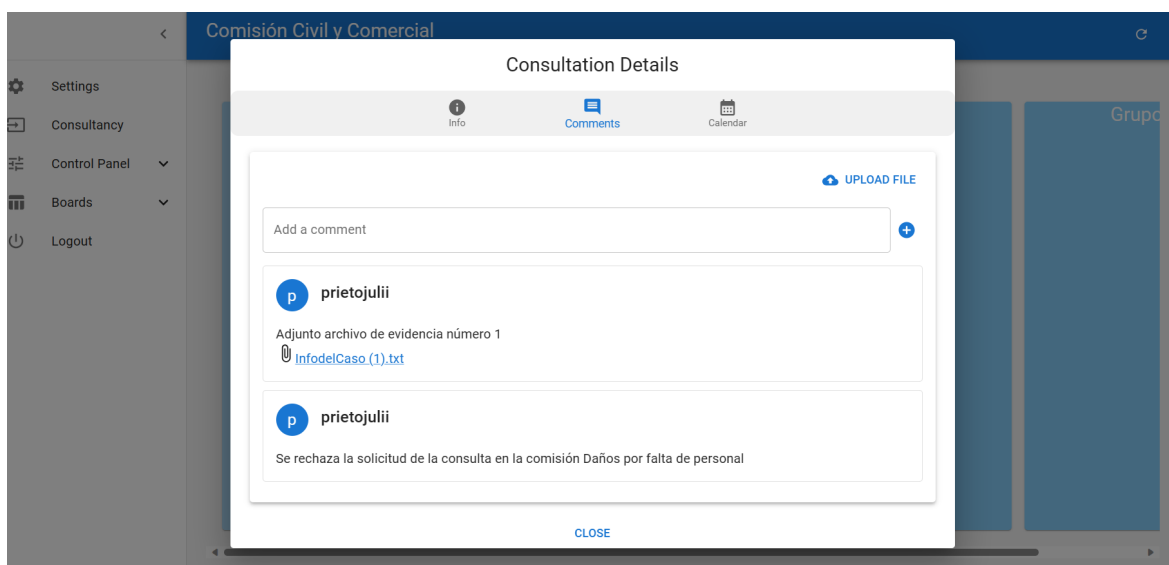 Comisión Civil y Comercial
Settings
Consultancy
Control Panel
Boards
Logout
Grupo
Consultation Details
Info
Comments
Calendar
UPLOAD FILE
Add a comment
p prietojulii
Adjunto archivo de evidencia número 1
InfodelCaso (1).txt
p prietojulii
Se rechaza la solicitud de la consulta en la comisión Daños por falta de personal
CLOSE